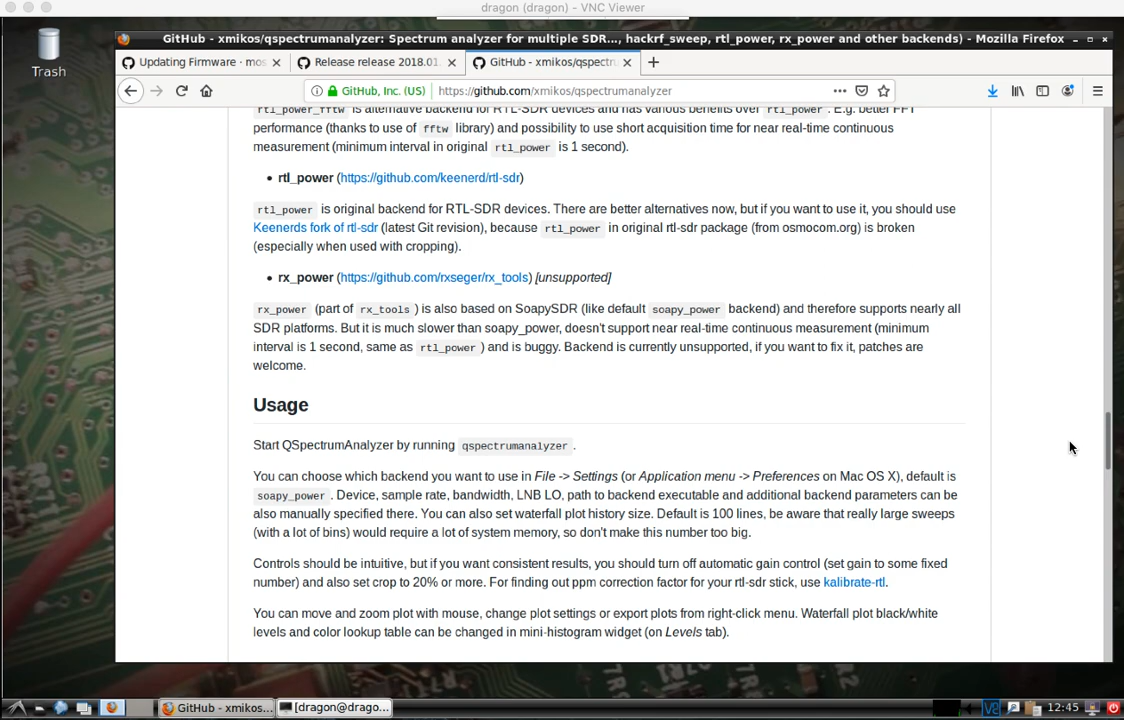 dragon (dragon) - VNC Viewer
Trash
GitHub - xmikos/qspectrumanalyzer: Spectrum analyzer for multiple SDR..., hackrf_sweep, rtl_power, rx_power and other backends) - Mozilla Firefox
Updating Firmware · mos
Release release 2018.01.
GitHub - xmikos/qspectru
GitHub, Inc. (US)
https://github.com/xmikos/qspectrumanalyzer
rtl_power_fftw is alternative backend for RTL-SDR devices and has various benefits over rtl_power . E.g. better FFT
performance (thanks to use of fftw library) and possibility to use short acquisition time for near real-time continuous
measurement (minimum interval in original rtl_power is 1 second).
• rtl_power (https://github.com/keenerd/rtl-sdr)
rtl_power is original backend for RTL-SDR devices. There are better alternatives now, but if you want to use it, you should use
Keenerds fork of rtl-sdr (latest Git revision), because rtl_power in original rtl-sdr package (from osmocom.org) is broken
(especially when used with cropping).
• rx_power (https://github.com/rxseger/rx_tools) [unsupported]
rx_power (part of rx_tools ) is also based on SoapySDR (like default soapy_power backend) and therefore supports nearly all
SDR platforms. But it is much slower than soapy_power, doesn't support near real-time continuous measurement (minimum
interval is 1 second, same as rtl_power ) and is buggy. Backend is currently unsupported, if you want to fix it, patches are
welcome.
Usage
Start QSpectrumAnalyzer by running qspectrumanalyzer .
You can choose which backend you want to use in File -> Settings (or Application menu -> Preferences on Mac OS X), default is
soapy_power . Device, sample rate, bandwidth, LNB LO, path to backend executable and additional backend parameters can be
also manually specified there. You can also set waterfall plot history size. Default is 100 lines, be aware that really large sweeps
(with a lot of bins) would require a lot of system memory, so don't make this number too big.
Controls should be intuitive, but if you want consistent results, you should turn off automatic gain control (set gain to some fixed
number) and also set crop to 20% or more. For finding out ppm correction factor for your rtl-sdr stick, use kalibrate-rtl.
You can move and zoom plot with mouse, change plot settings or export plots from right-click menu. Waterfall plot black/white
levels and color lookup table can be changed in mini-histogram widget (on Levels tab).
GitHub - xmikos...
[dragon@drago...
12:45